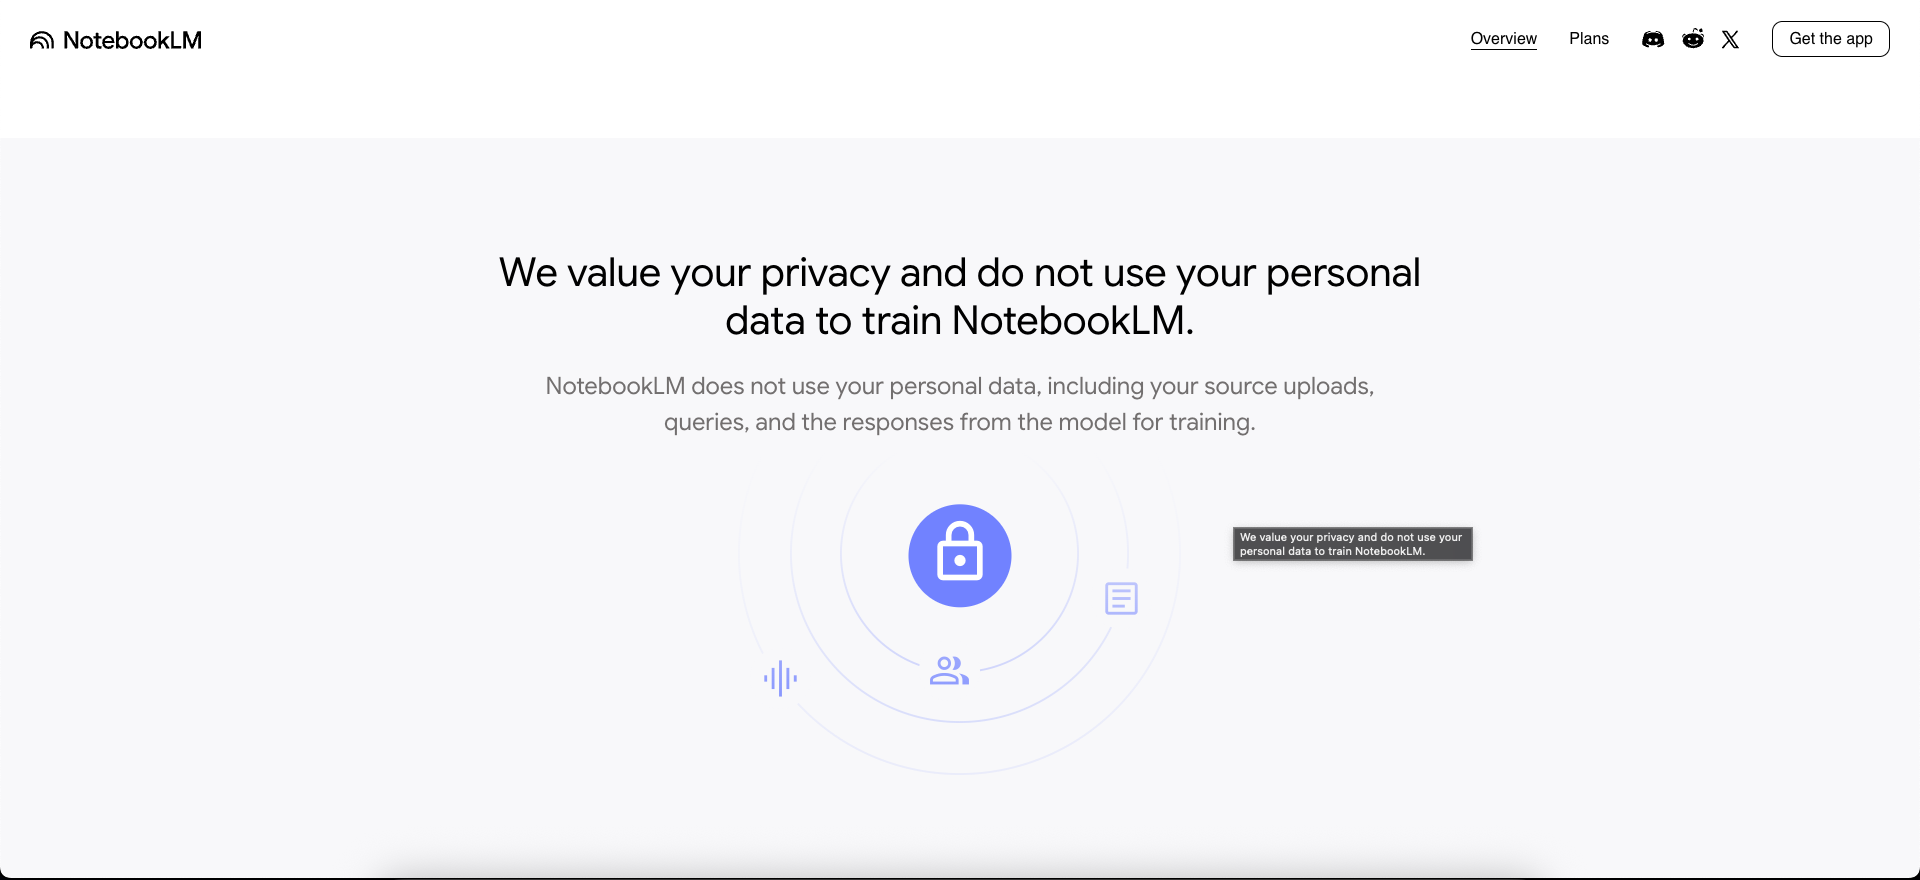 NotebookLM
Overview
Plans
Get the app
We value your privacy and do not use your personal
data to train NotebookLM.
NotebookLM does not use your personal data, including your source uploads,
queries, and the responses from the model for training.
We value your privacy and do not use your
personal data to train NotebookLM.